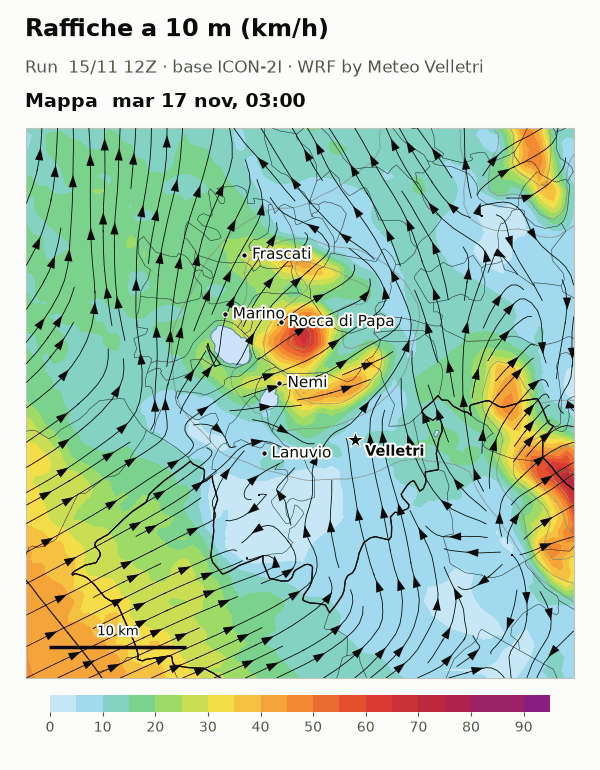 Raffiche a 10 m (km/h)
Run  15/11 12Z · base ICON-2I · WRF by Meteo Velletri
Mappa  mar 17 nov, 03:00
Frascati
Marino
Rocca di Papa
Nemi
Lanuvio
Velletri
10 km
0 10 20 30 40 50 60 70 80 90